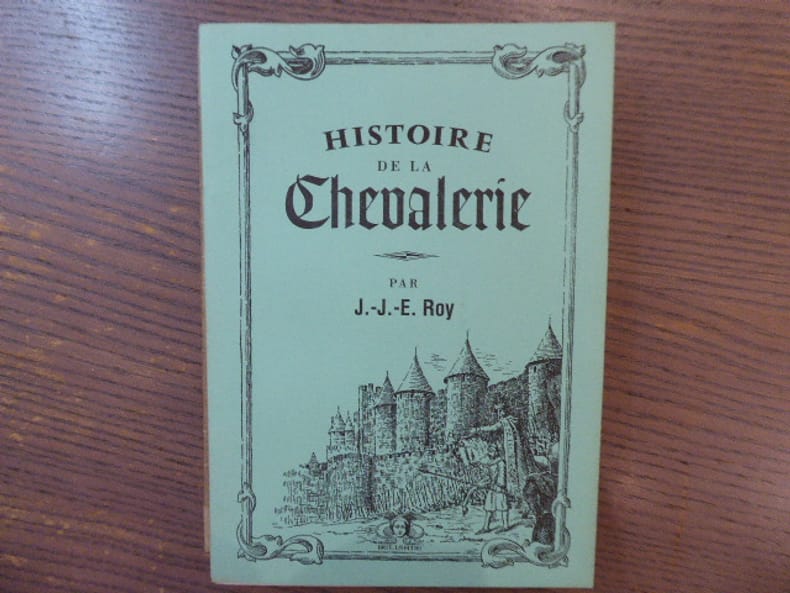 HISTOIRE
DE LA
Chevalerie
PAR
J.-J.-E. Roy